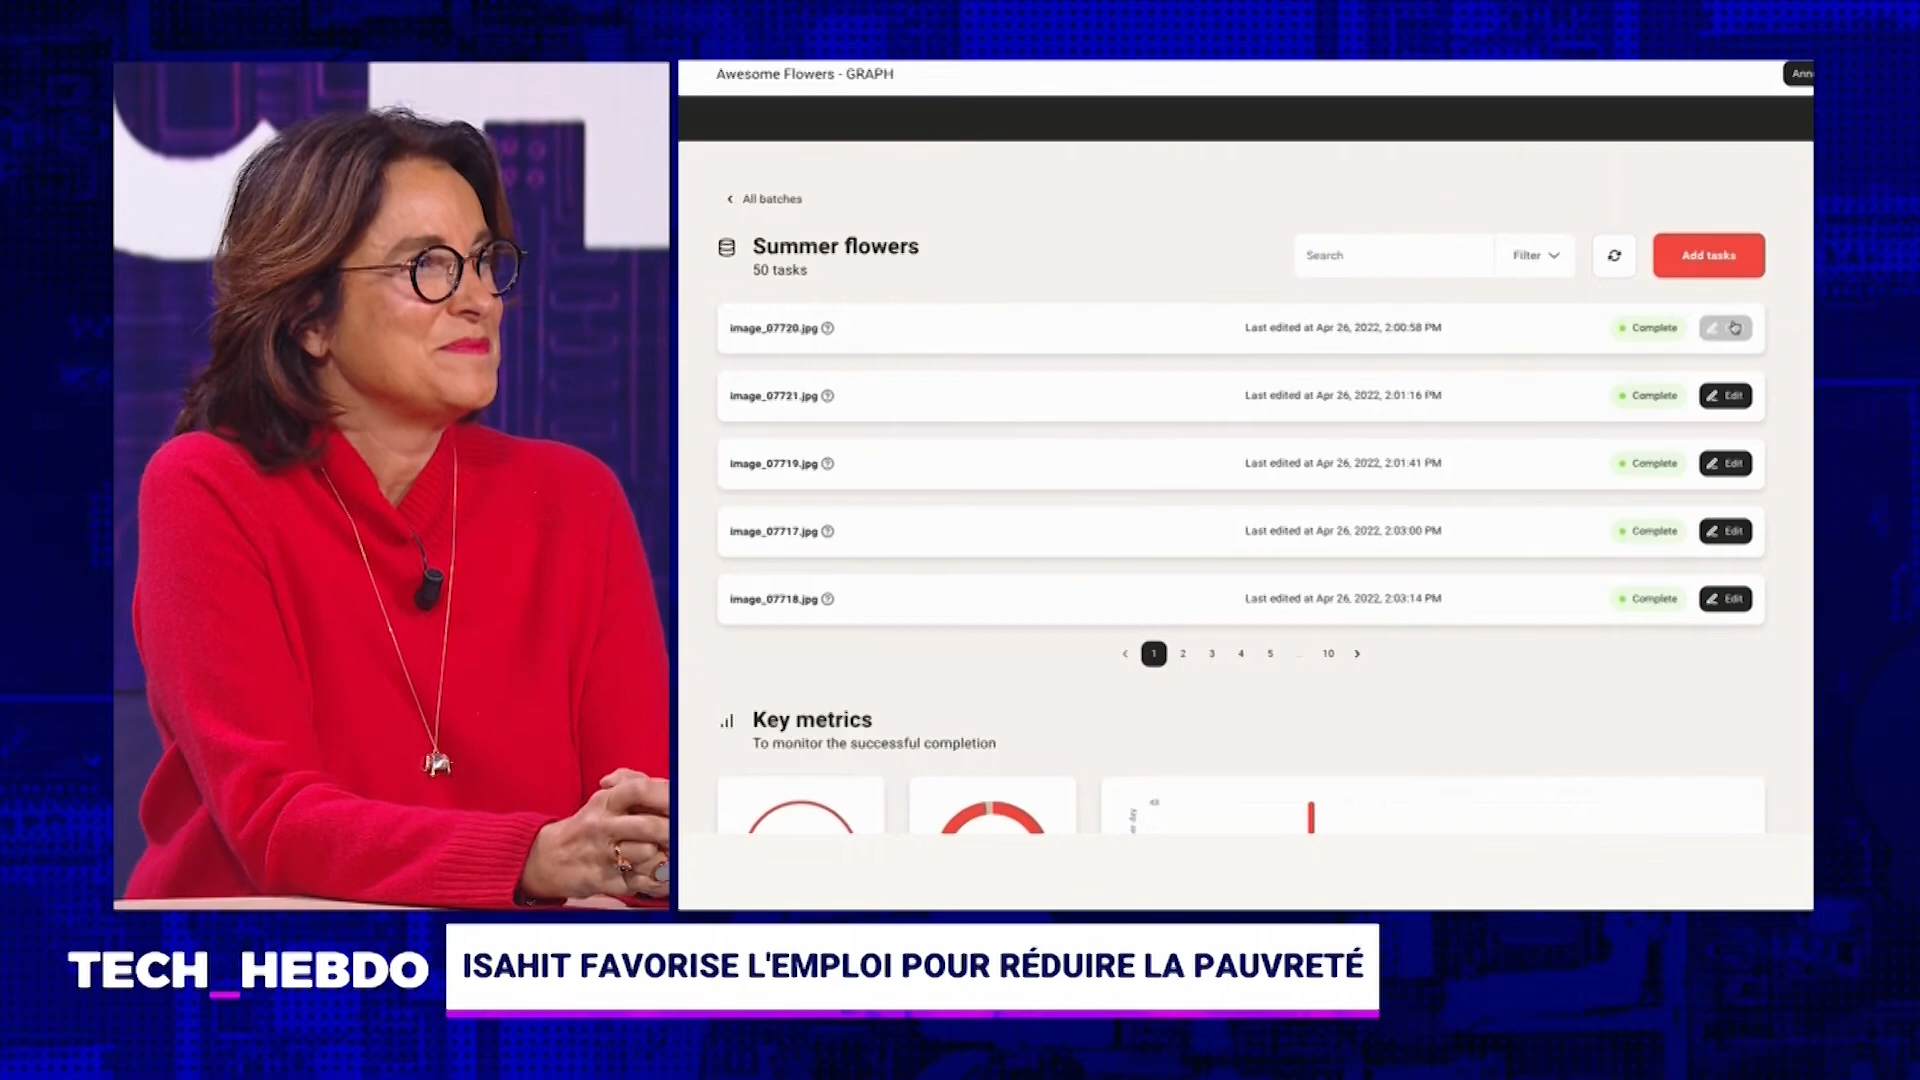 Awesome Flowers - GRAPH
All batches
Summer flowers
50 tasks
Search
Filter
Add tasks
image_07720.jpg
Last edited at Apr 26, 2022, 2:00:58 PM
Complete
image_07721.jpg
Last edited at Apr 26, 2022, 2:01:16 PM
Complete
Edit
image_07719.jpg
Last edited at Apr 26, 2022, 2:01:41 PM
Complete
Edit
image_07717.jpg
Last edited at Apr 26, 2022, 2:03:00 PM
Complete
Edit
image_07718.jpg
Last edited at Apr 26, 2022, 2:03:14 PM
Complete
Edit
1 2 3 4 5 ... 10
Key metrics
To monitor the successful completion
TECH_HEBDO
ISAHIT FAVORISE L'EMPLOI POUR RÉDUIRE LA PAUVRETÉ